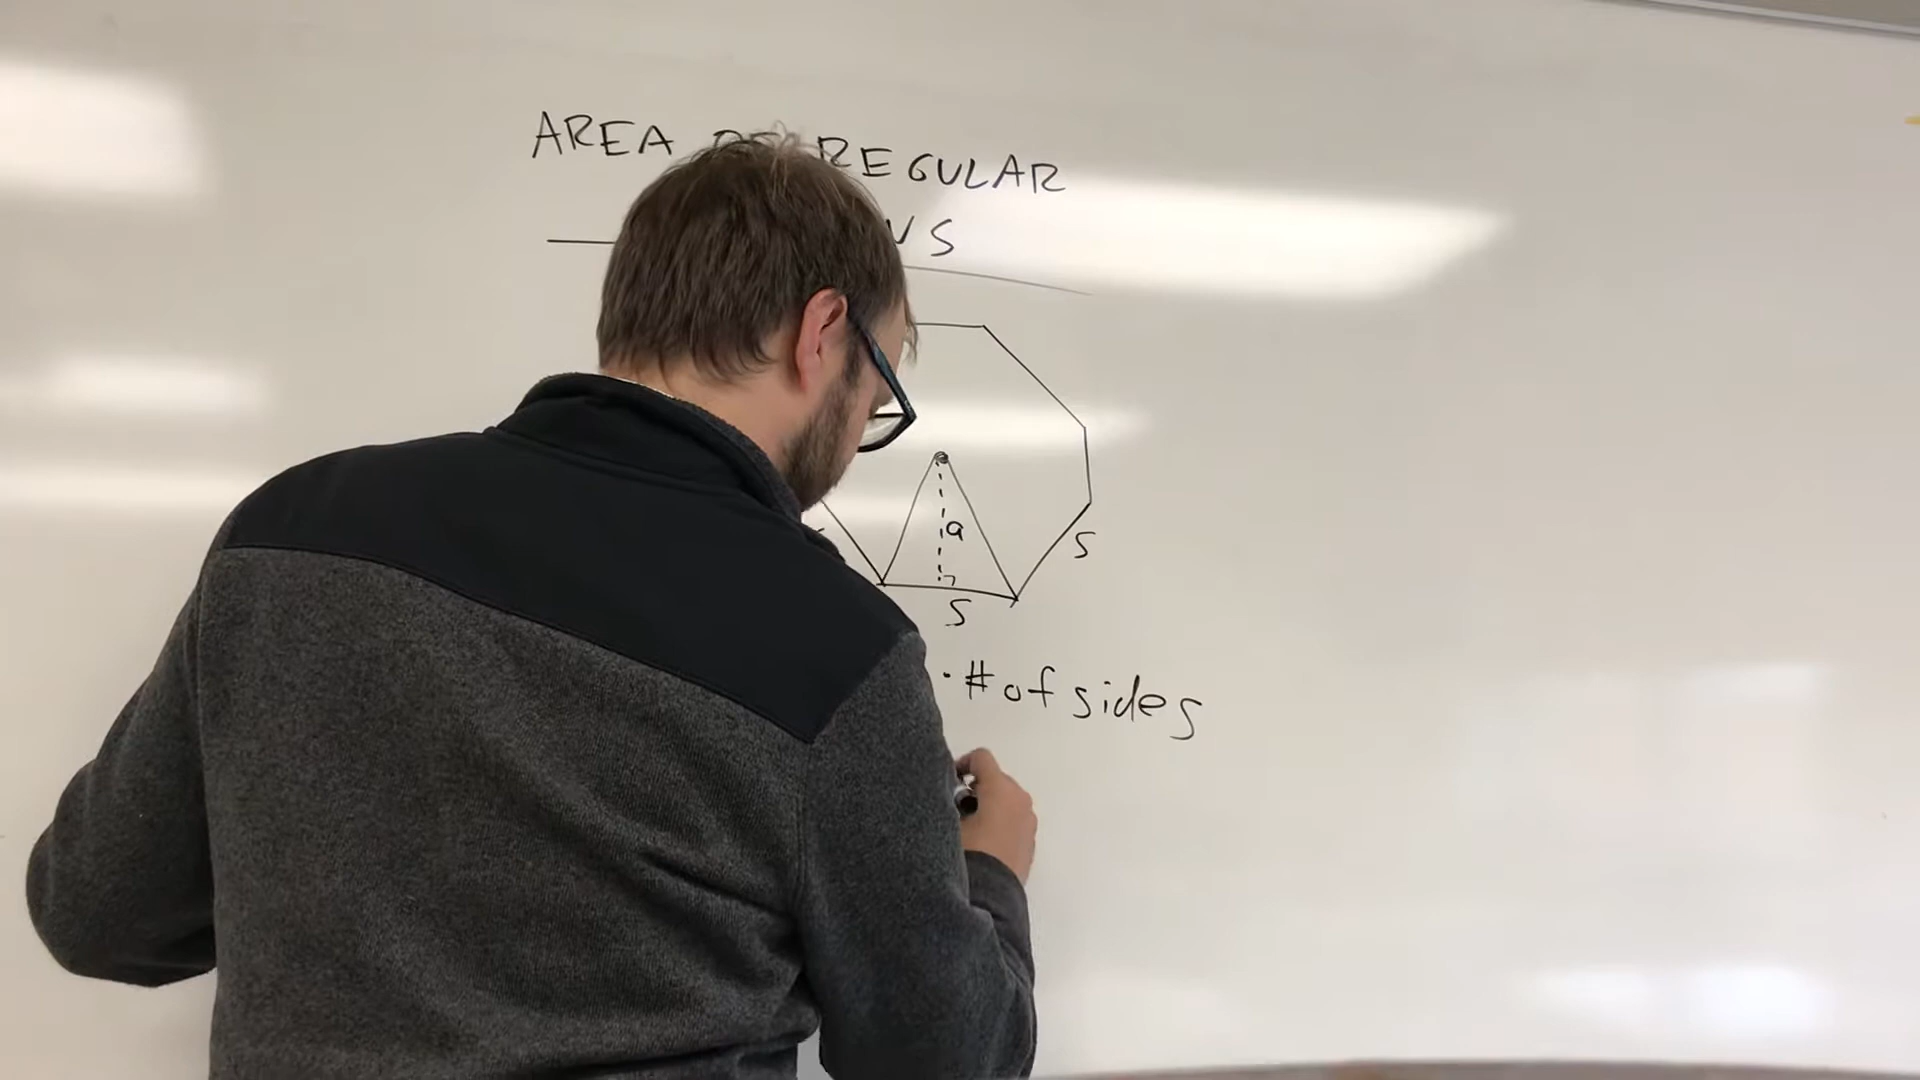 AREA OF REGULAR
NS
a
S
S
· # of sides